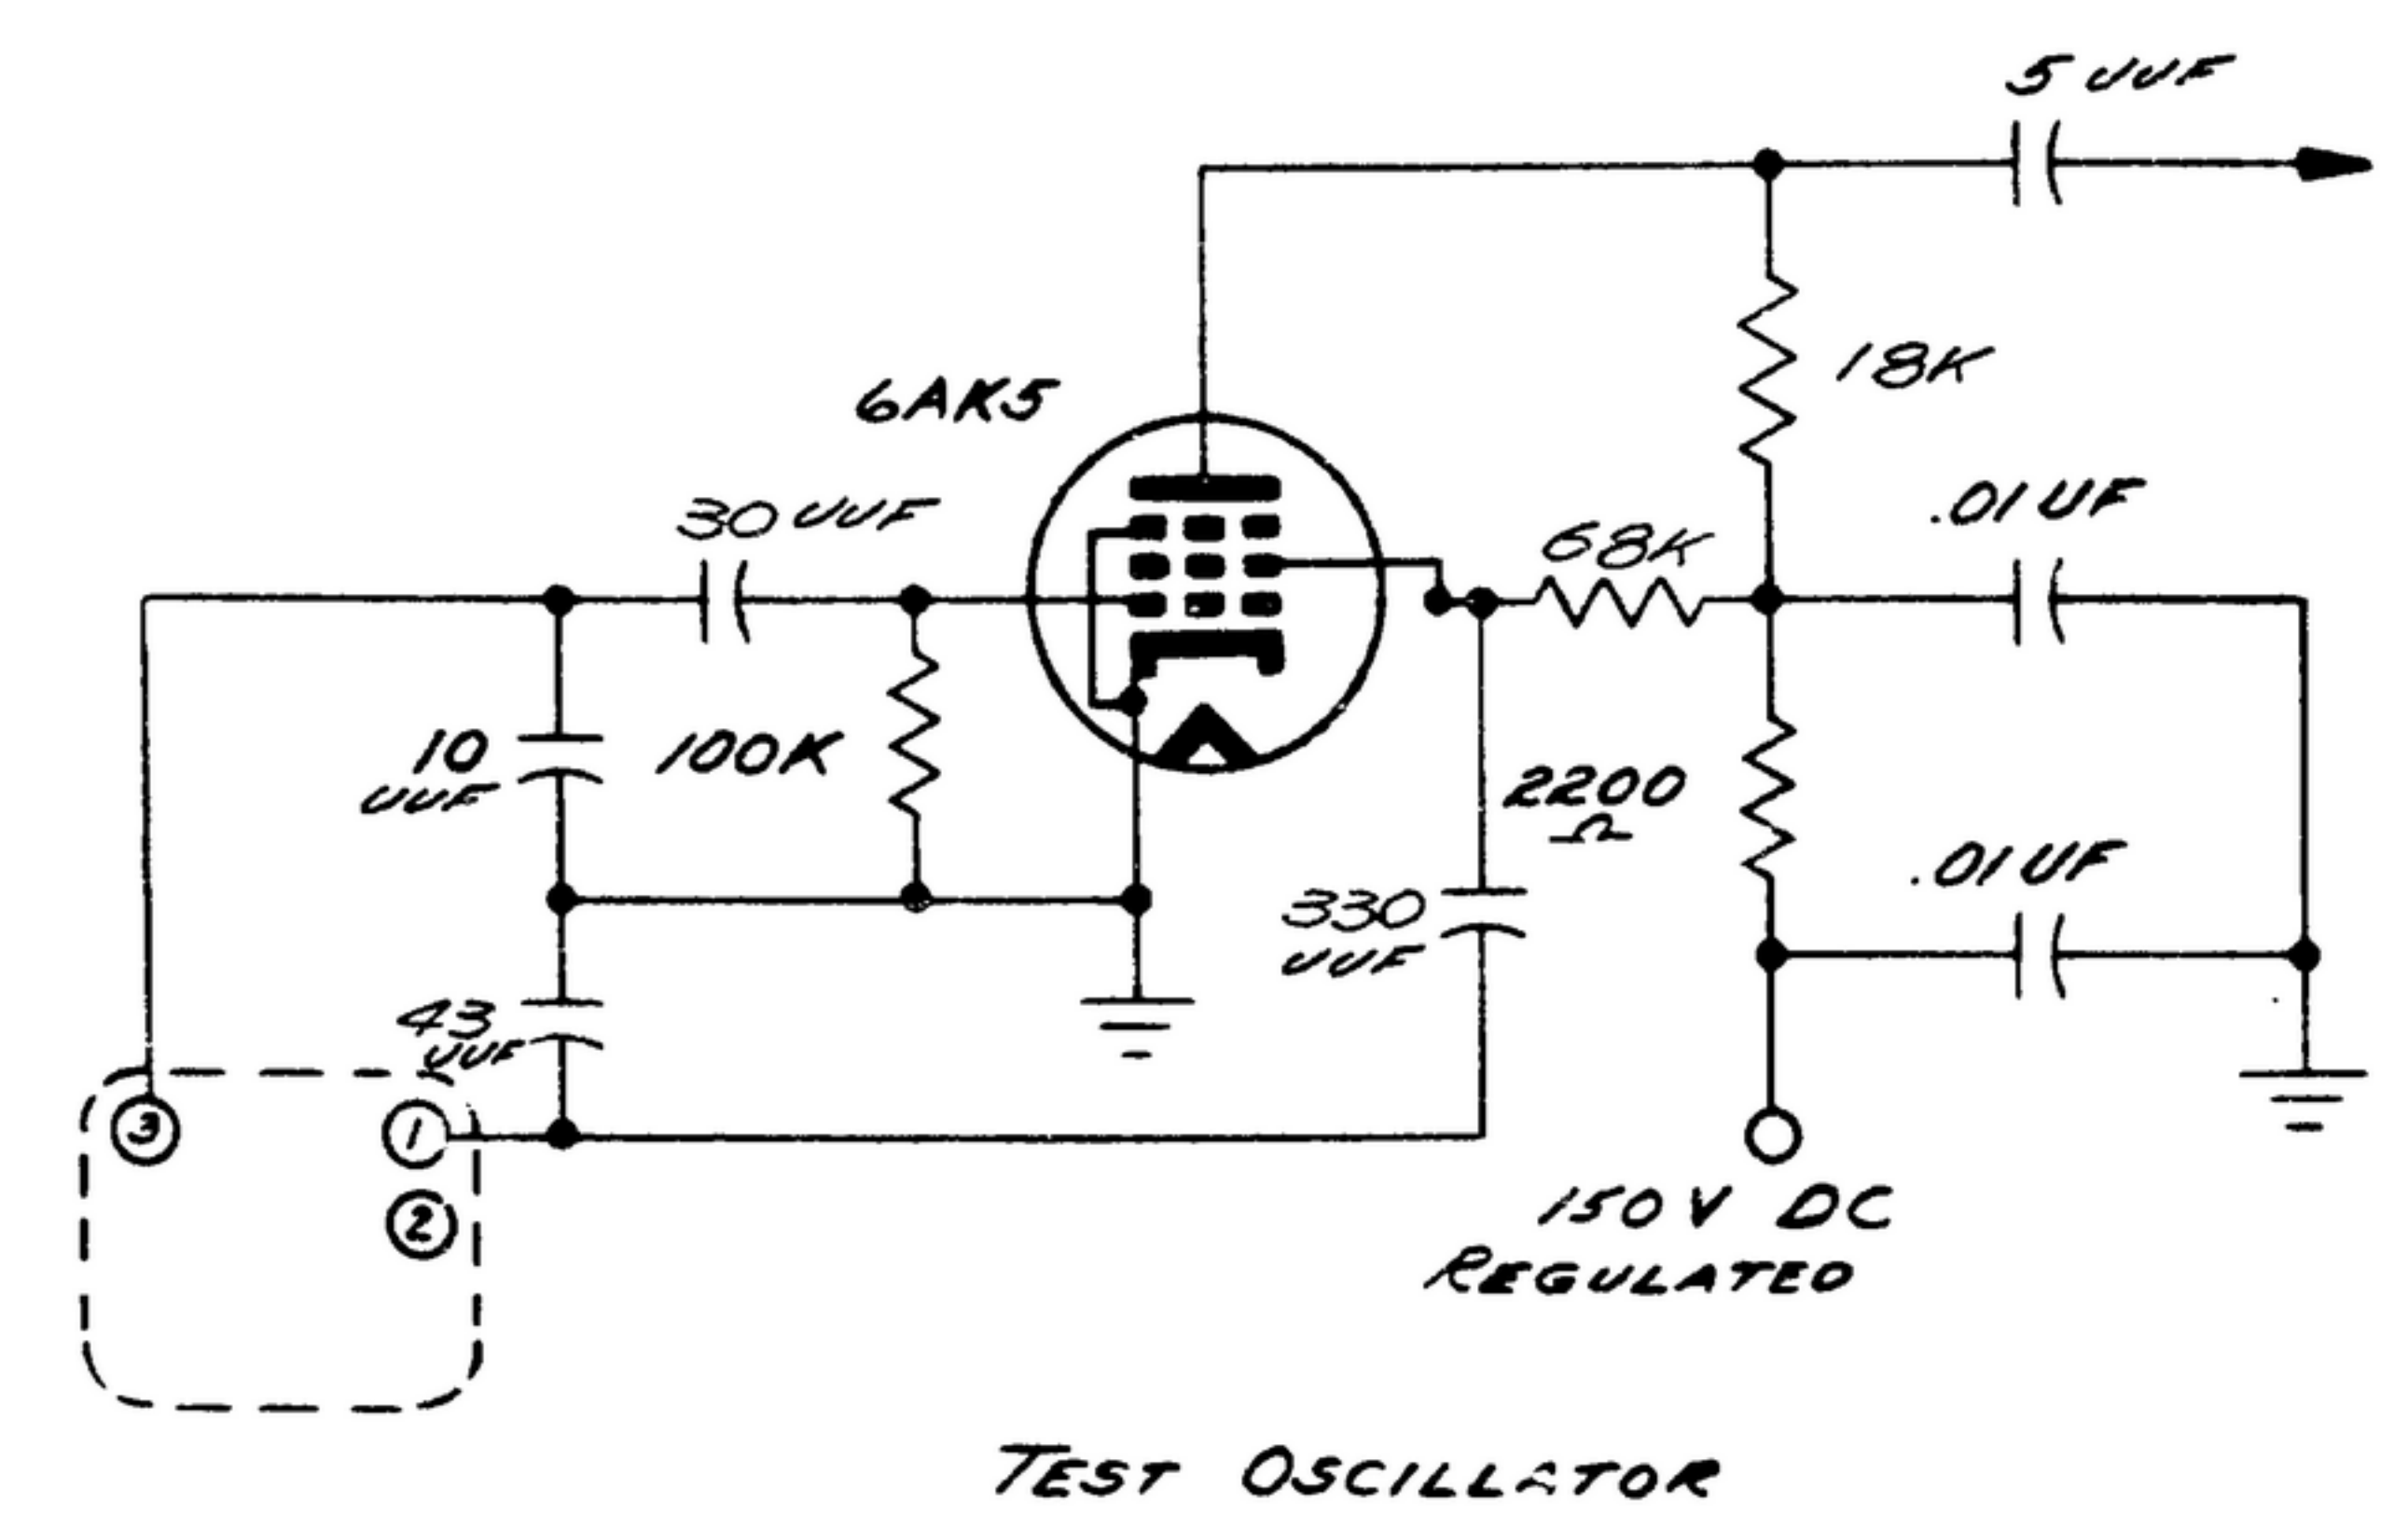 5 UUF
18K
6AK5
30 UUF
68K
.01 UF
10
UUF
100K
2200
Ω
.01 UF
330
UUF
43
UUF
3
1
2
150 V DC
REGULATED
TEST OSCILLATOR